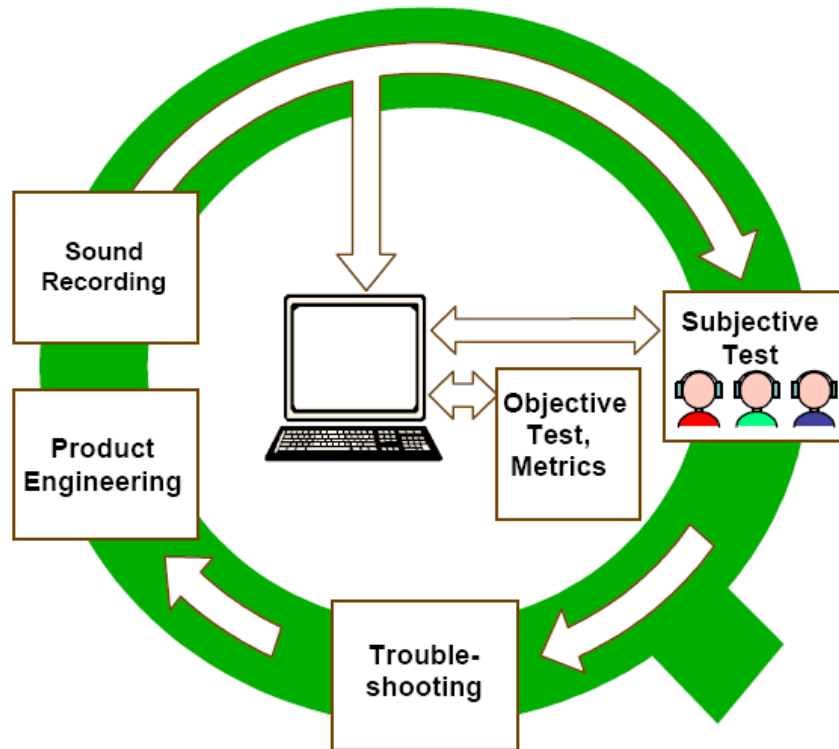 Sound
Recording
Subjective
Test
Objective
Test,
Metrics
Product
Engineering
Trouble-
shooting